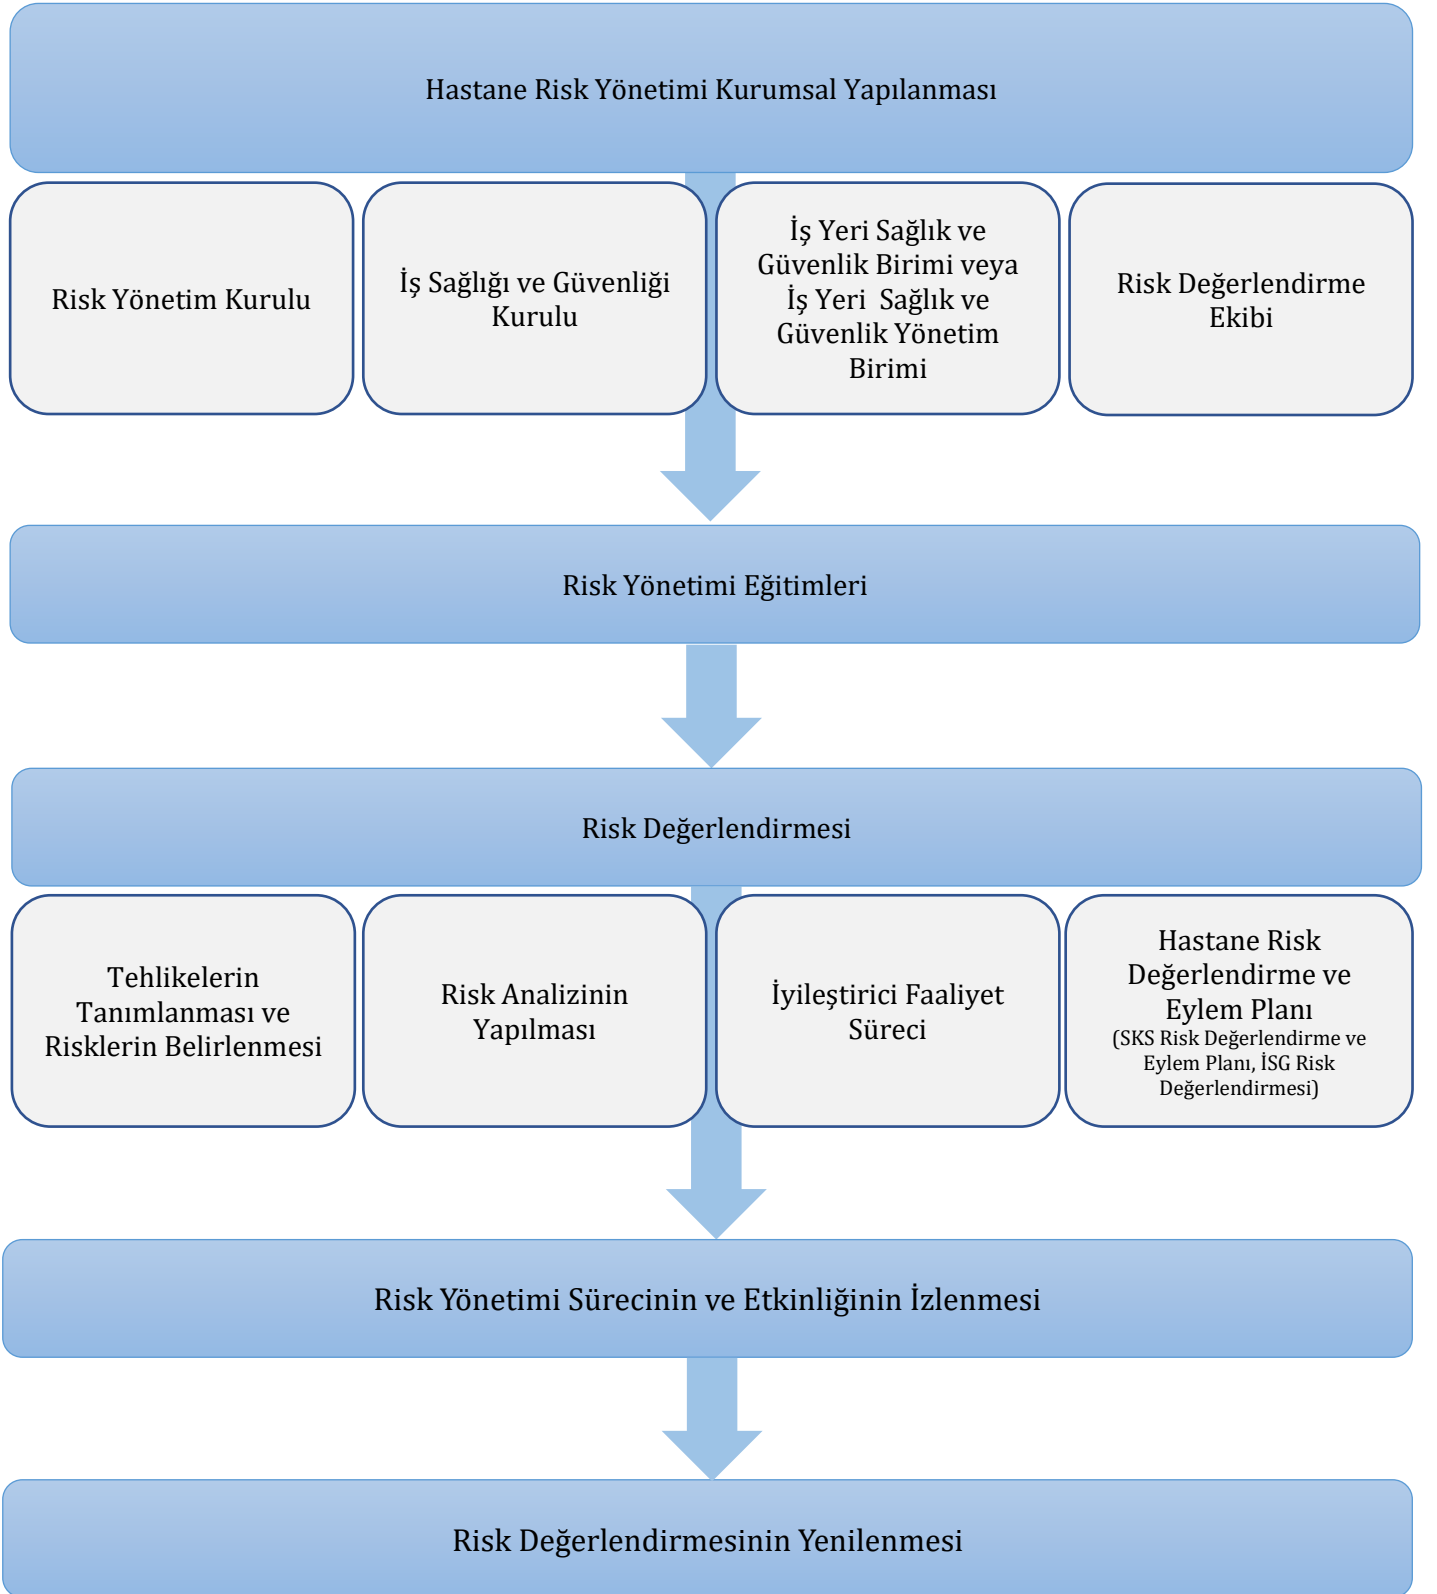 Hastane Risk Yönetimi Kurumsal Yapılanması
Risk Yönetim Kurulu
İş Sağlığı ve Güvenliği
Kurulu
İş Yeri Sağlık ve
Güvenlik Birimi veya
İş Yeri  Sağlık ve
Güvenlik Yönetim
Birimi
Risk Değerlendirme
Ekibi
Risk Yönetimi Eğitimleri
Risk Değerlendirmesi
Tehlikelerin
Tanımlanması ve
Risklerin Belirlenmesi
Risk Analizinin
Yapılması
İyileştirici Faaliyet
Süreci
Hastane Risk
Değerlendirme ve
Eylem Planı
(SKS Risk Değerlendirme ve
Eylem Planı, İSG Risk
Değerlendirmesi)
Risk Yönetimi Sürecinin ve Etkinliğinin İzlenmesi
Risk Değerlendirmesinin Yenilenmesi